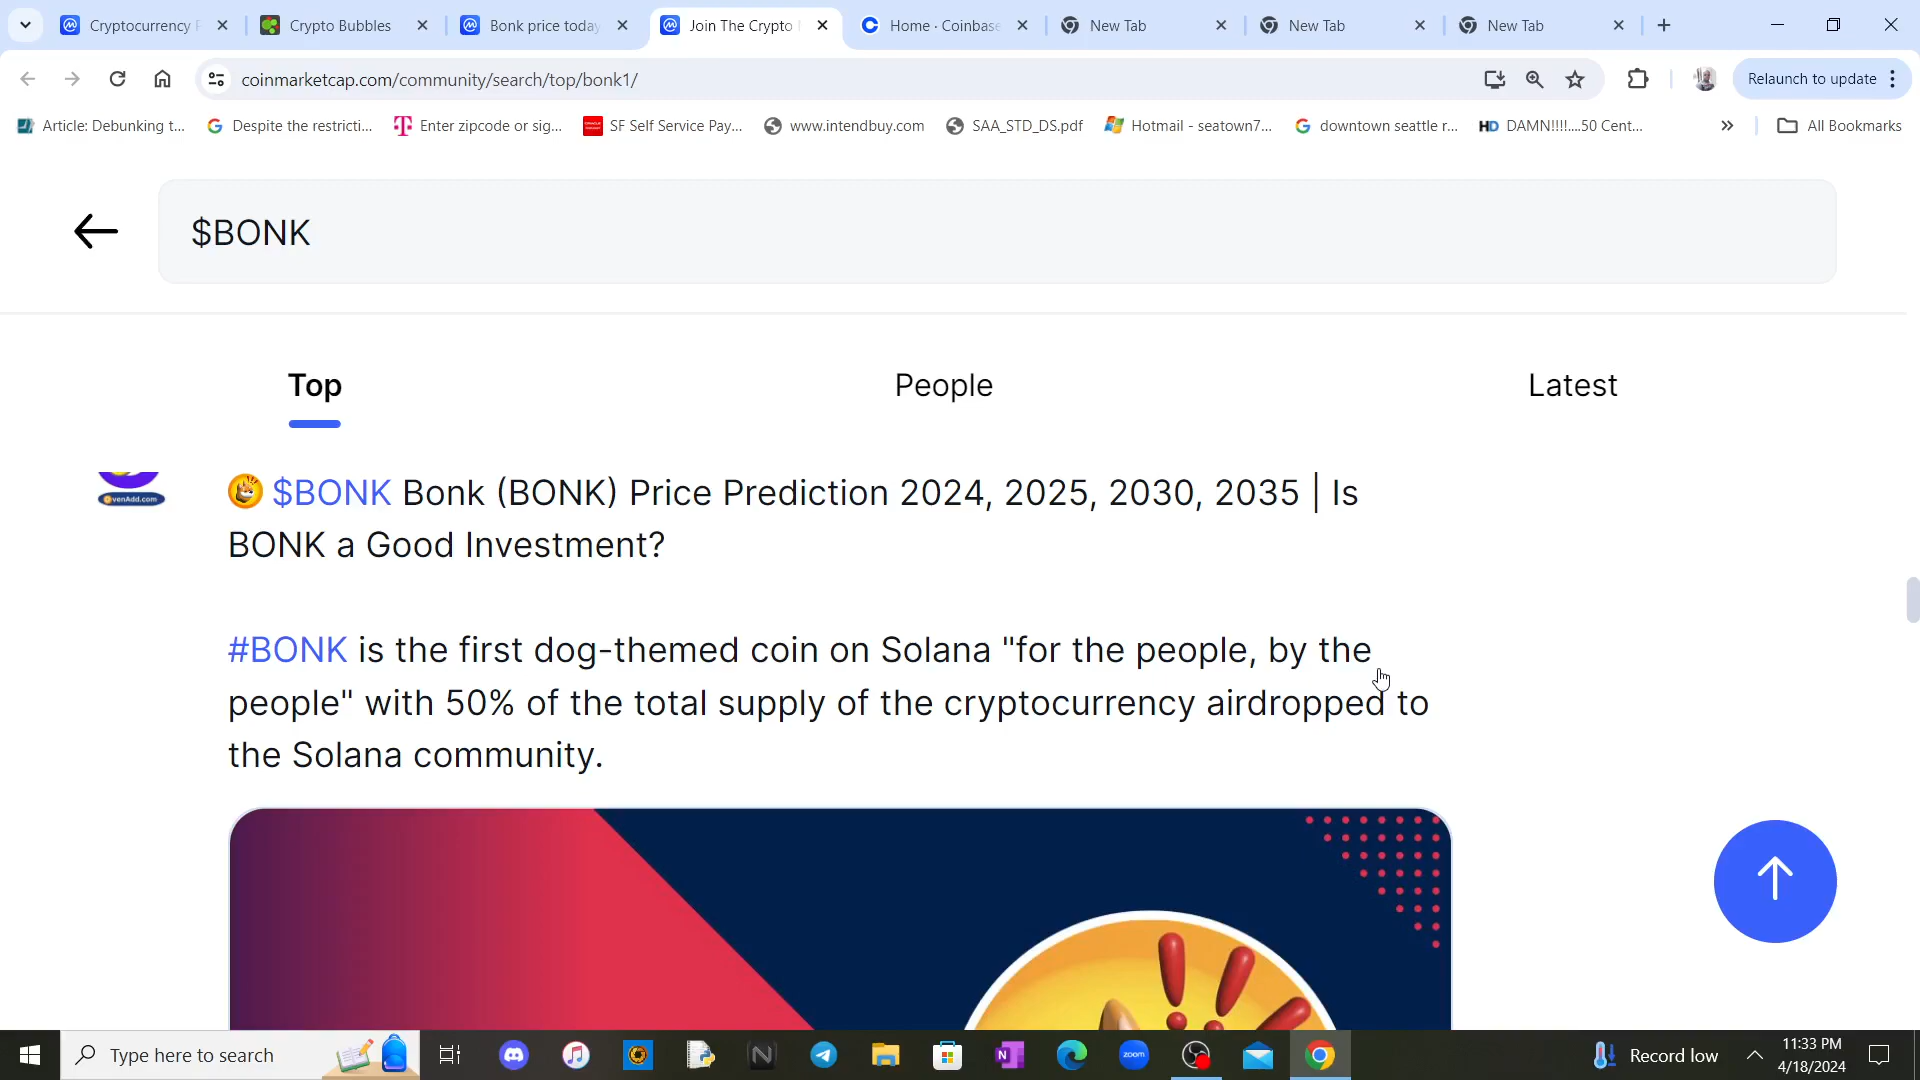 Cryptocurrency P
Crypto Bubbles
Bonk price today
Join The Crypto
Home · Coinbase
New Tab
New Tab
New Tab
coinmarketcap.com/community/search/top/bonk1/
Relaunch to update
Article: Debunking t...
Despite the restricti...
Enter zipcode or sig...
SF Self Service Pay...
www.intendbuy.com
SAA_STD_DS.pdf
Hotmail - seatown7...
downtown seattle r...
HD DAMN!!!!....50 Cent...
All Bookmarks
$BONK
Top
People
Latest
venAdd.com
$BONK Bonk (BONK) Price Prediction 2024, 2025, 2030, 2035 | Is
BONK a Good Investment?
#BONK is the first dog-themed coin on Solana "for the people, by the
people" with 50% of the total supply of the cryptocurrency airdropped to
the Solana community.
Type here to search
zoom
Record low
11:33 PM
4/18/2024